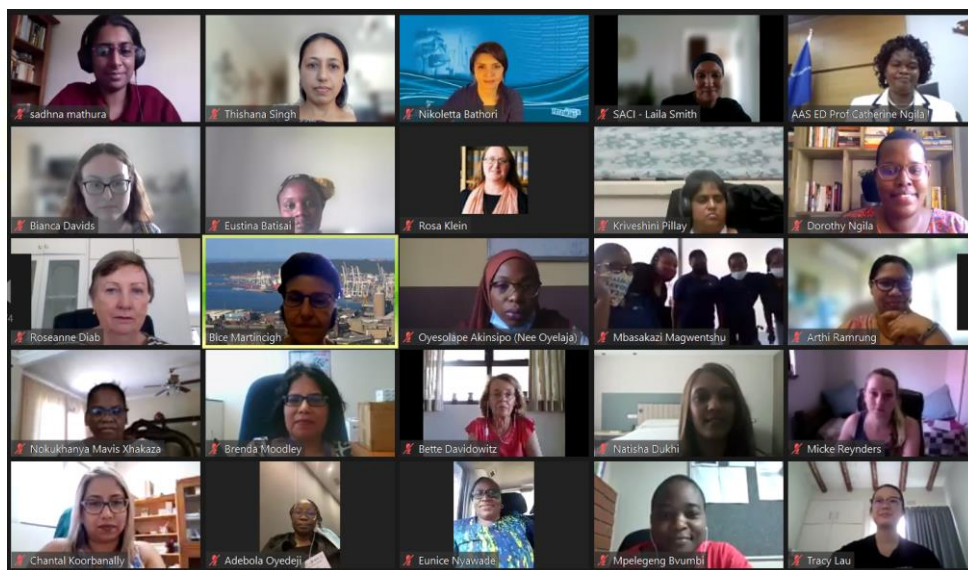 sadhna mathura
Thishana Singh
Nikoletta Bathori
SACI - Laila Smith
AAS ED Prof Catherine Ngila
Bianca Davids
Eustina Batisai
Rosa Klein
Kriveshini Pillay
Dorothy Ngila
Roseanne Diab
Bice Martincigh
Oyesolape Akinsipo (Nee Oyelaja)
Mbasakazi Magwentshu
Arthi Ramrung
Nokukhanya Mavis Xhakaza
Brenda Moodley
Bette Davidowitz
Natisha Dukhi
Micke Reynders
Chantal Koorbanally
Adebola Oyedeji
Eunice Nyawade
Mpelegeng Bvumbi
Tracy Lau